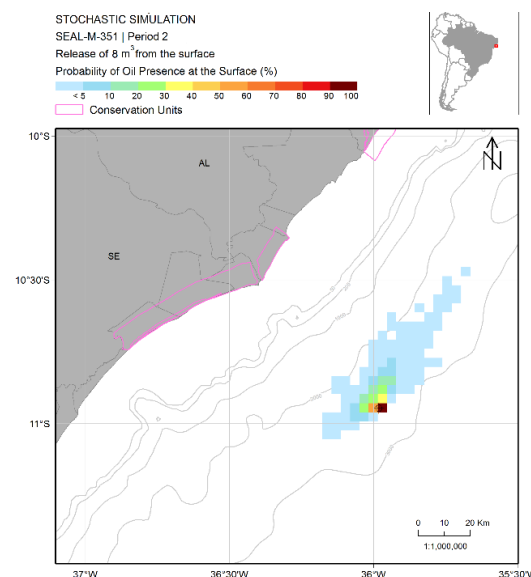 STOCHASTIC SIMULATION
SEAL-M-351 | Period 2
Release of 8 m³ from the surface
Probability of Oil Presence at the Surface (%)
< 5 10 20 30 40 50 60 70 80 90 100
Conservation Units
10°S
AL
N
SE
10°30'S
11°S
0 10 20 Km
1:1,000,000
37°W 36°30'W 36°W 35°30'W